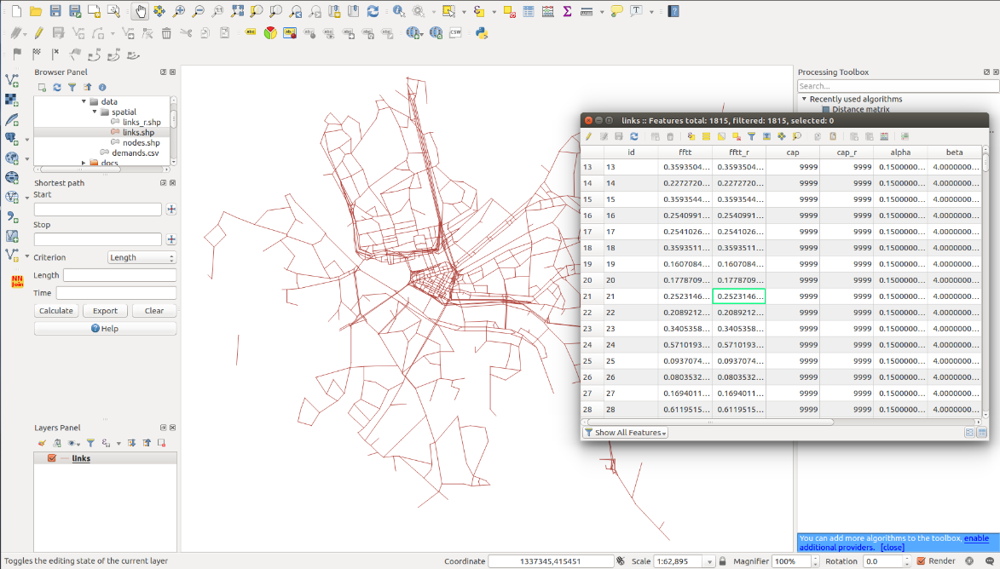 Browser Panel
data
spatial
links_r.shp
links.shp
nodes.shp
demands.csv
docs
Shortest path
Start
Stop
Criterion Length
Length
Time
Calculate Export Clear
Help
Layers Panel
links
Processing Toolbox
Search...
Recently used algorithms
Distance matrix
links :: Features total: 1815, filtered: 1815, selected: 0
id fftt fftt_r cap cap_r alpha beta
13 13 0.3593504... 0.3593504... 9999 9999 0.1500000... 4.0000000...
14 14 0.2272720... 0.2272720... 9999 9999 0.1500000... 4.0000000...
15 15 0.3593544... 0.3593544... 9999 9999 0.1500000... 4.0000000...
16 16 0.2540991... 0.2540991... 9999 9999 0.1500000... 4.0000000...
17 17 0.2541026... 0.2541026... 9999 9999 0.1500000... 4.0000000...
18 18 0.3593511... 0.3593511... 9999 9999 0.1500000... 4.0000000...
19 19 0.1607084... 0.1607084... 9999 9999 0.1500000... 4.0000000...
20 20 0.1778709... 0.1778709... 9999 9999 0.1500000... 4.0000000...
21 21 0.2523146... 0.2523146... 9999 9999 0.1500000... 4.0000000...
22 22 0.2089212... 0.2089212... 9999 9999 0.1500000... 4.0000000...
23 23 0.3405358... 0.3405358... 9999 9999 0.1500000... 4.0000000...
24 24 0.5710193... 0.5710193... 9999 9999 0.1500000... 4.0000000...
25 25 0.0937074... 0.0937074... 9999 9999 0.1500000... 4.0000000...
26 26 0.0803532... 0.0803532... 9999 9999 0.1500000... 4.0000000...
27 27 0.1694011... 0.1694011... 9999 9999 0.1500000... 4.0000000...
28 28 0.6119515... 0.6119515... 9999 9999 0.1500000... 4.0000000...
Show All Features
You can add more algorithms to the toolbox, enable
additional providers. [close]
Toggles the editing state of the current layer Coordinate 1337345,415451 Scale 1:62,895 Magnifier 100% Rotation 0.0 Render